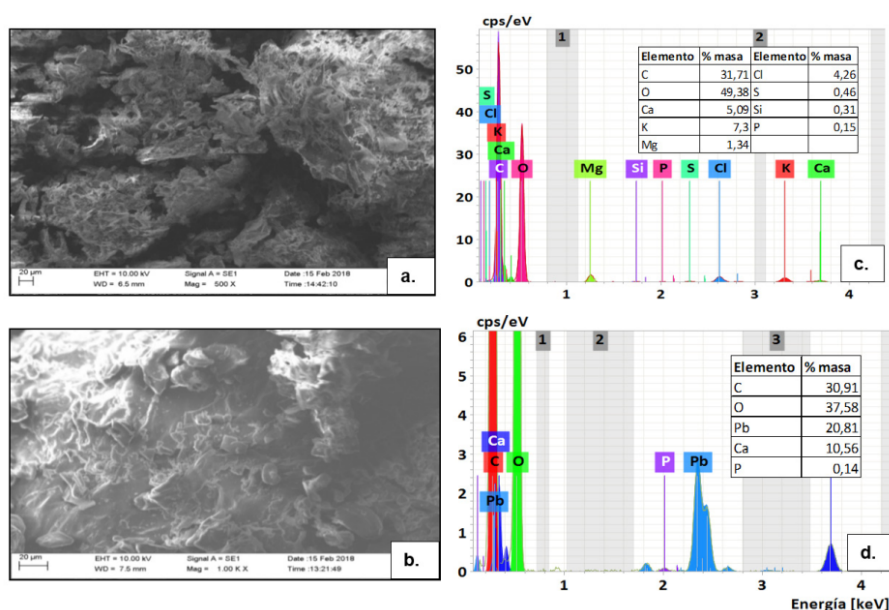 20 µm
EHT = 10.00 kV Signal A = SE1 Date :15 Feb 2018
WD = 6.5 mm Mag = 500 X Time :14:42:10
a.
20 µm
EHT = 10.00 kV Signal A = SE1 Date :15 Feb 2018
WD = 7.5 mm Mag = 1.00 K X Time :13:21:49
b.
cps/eV
1 2
Elemento % masa Elemento % masa
C 31,71 Cl 4,26
O 49,38 S 0,46
Ca 5,09 Si 0,31
K 7,3 P 0,15
Mg 1,34
60
50
40
30
20
10
0
S
Cl
K
Ca
C O Mg Si P S Cl K Ca
1 2 3 4
c.
cps/eV
1 2 3
Elemento % masa
C 30,91
O 37,58
Pb 20,81
Ca 10,56
P 0,14
6
5
4
3
2
1
0
Ca
C O P Pb
Pb
1 2 3 4
d.
Energía [keV]